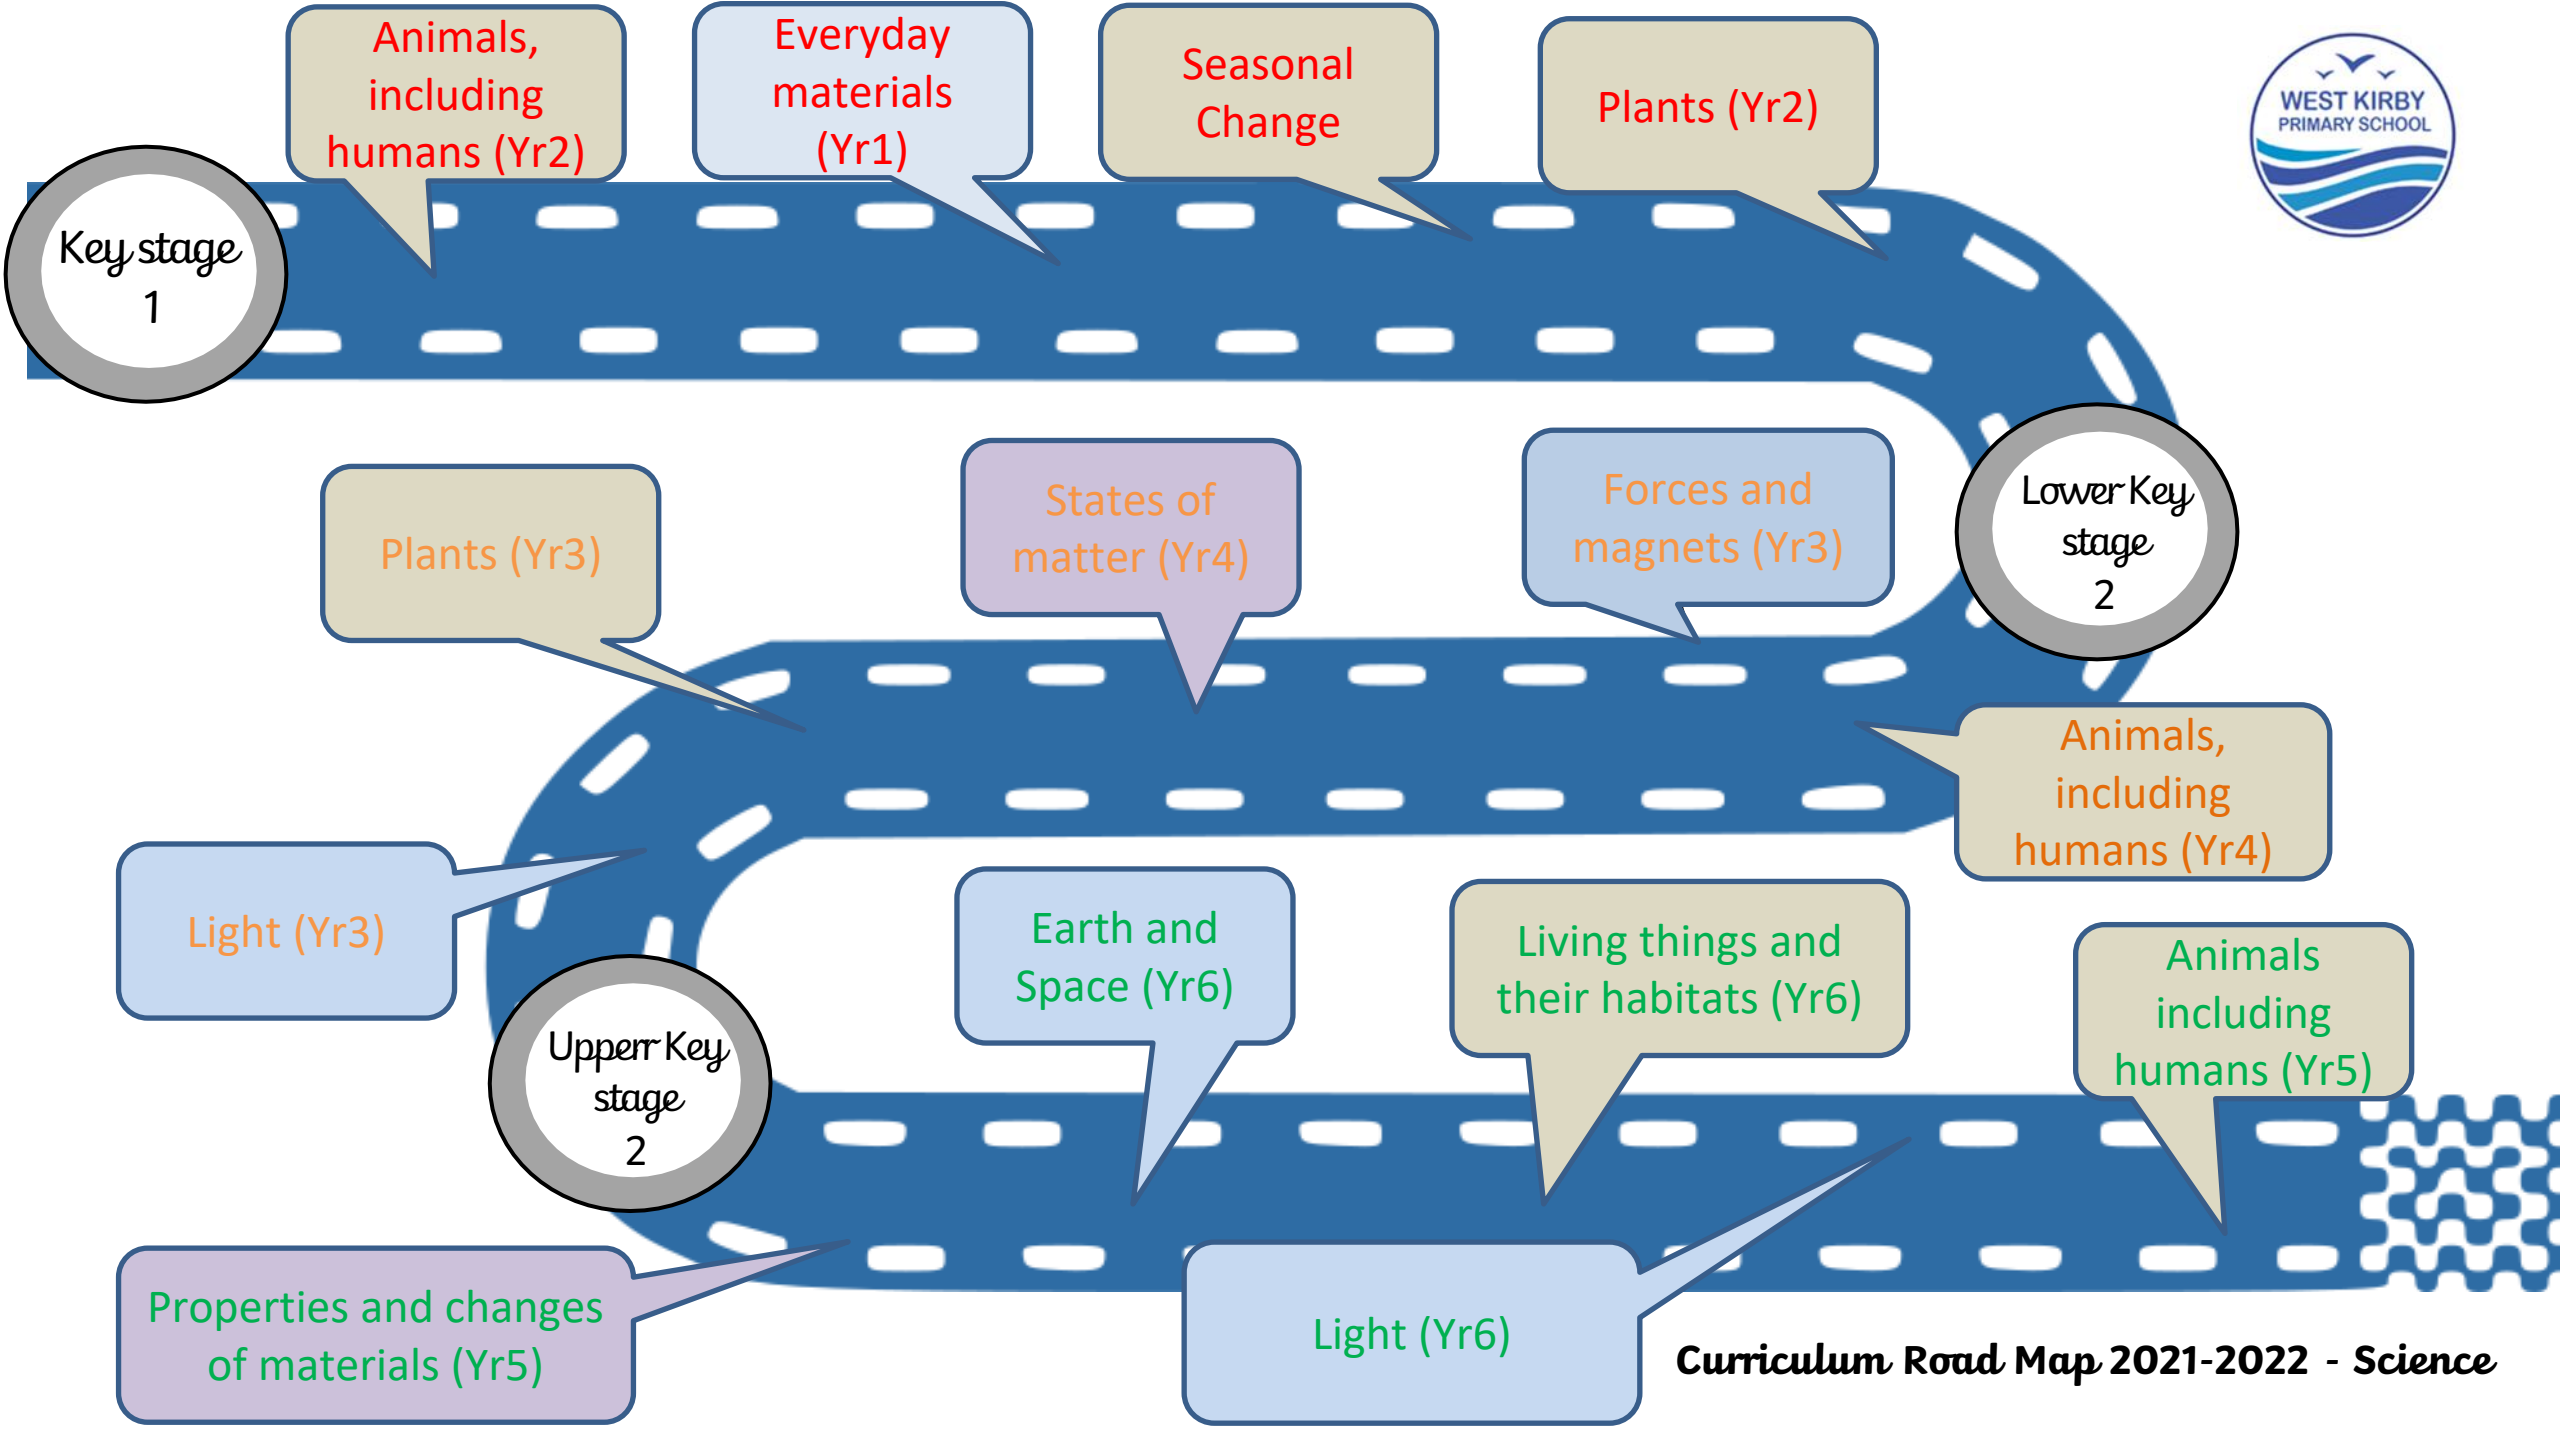 Animals,
including
humans (Yr2)
Everyday
materials
(Yr1)
Seasonal
Change
Plants (Yr2)
WEST KIRBY
PRIMARY SCHOOL
Key stage
1
Plants (Yr3)
States of
matter (Yr4)
Forces and
magnets (Yr3)
Lower Key
stage
2
Animals,
including
humans (Yr4)
Light (Yr3)
Earth and
Space (Yr6)
Living things and
their habitats (Yr6)
Animals
including
humans (Yr5)
Upperr Key
stage
2
Properties and changes
of materials (Yr5)
Light (Yr6)
Curriculum Road Map 2021-2022 - Science